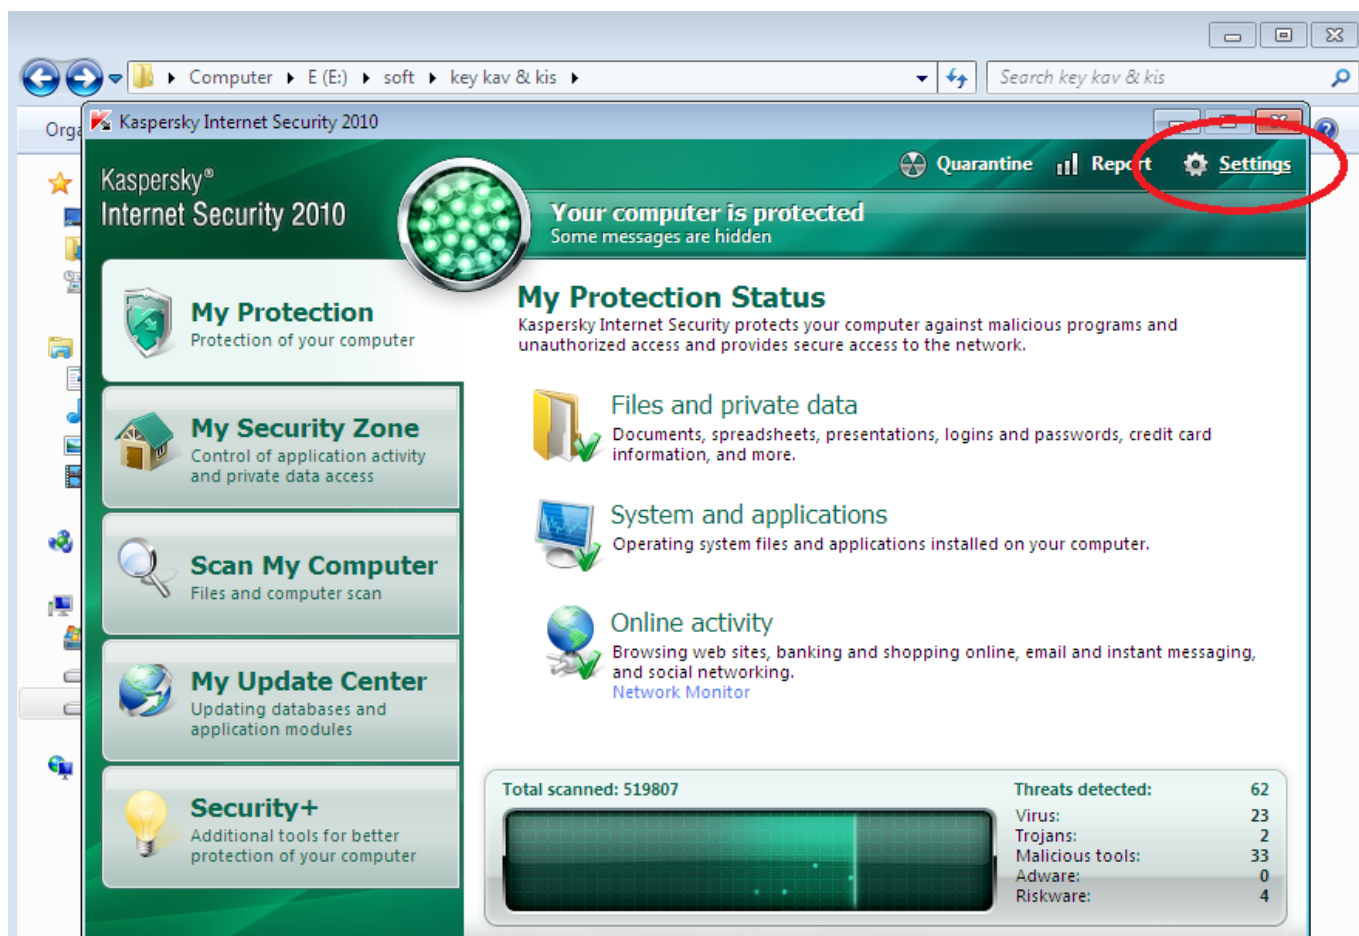 Computer ▸ E (E:) ▸ soft ▸ key kav & kis ▸
Search key kav & kis
Orga
Kaspersky Internet Security 2010
Quarantine
Report
Settings
Kaspersky®
Internet Security 2010
Your computer is protected
Some messages are hidden
My Protection
Protection of your computer
My Security Zone
Control of application activity
and private data access
Scan My Computer
Files and computer scan
My Update Center
Updating databases and
application modules
Security+
Additional tools for better
protection of your computer
My Protection Status
Kaspersky Internet Security protects your computer against malicious programs and
unauthorized access and provides secure access to the network.
Files and private data
Documents, spreadsheets, presentations, logins and passwords, credit card
information, and more.
System and applications
Operating system files and applications installed on your computer.
Online activity
Browsing web sites, banking and shopping online, email and instant messaging,
and social networking.
Network Monitor
Total scanned: 519807
Threats detected: 62
Virus: 23
Trojans: 2
Malicious tools: 33
Adware: 0
Riskware: 4